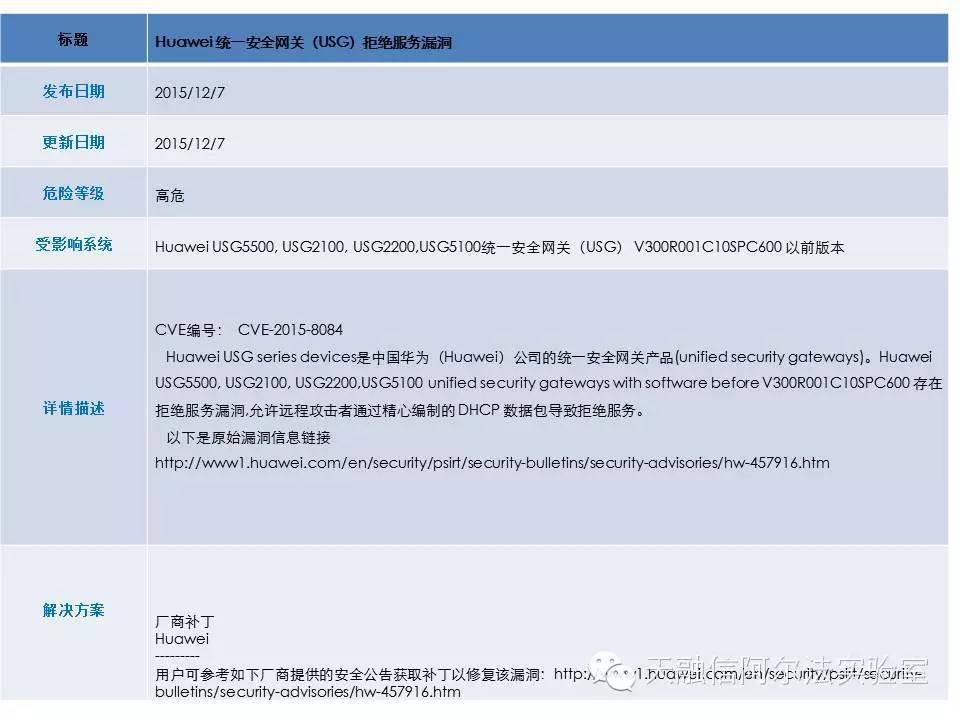 标题
Huawei 统一安全网关（USG）拒绝服务漏洞
发布日期
2015/12/7
更新日期
2015/12/7
危险等级
高危
受影响系统
Huawei USG5500, USG2100, USG2200,USG5100统一安全网关（USG） V300R001C10SPC600 以前版本
详情描述
CVE编号： CVE-2015-8084
Huawei USG series devices是中国华为（Huawei）公司的统一安全网关产品(unified security gateways)。Huawei
USG5500, USG2100, USG2200,USG5100 unified security gateways with software before V300R001C10SPC600 存在
拒绝服务漏洞,允许远程攻击者通过精心编制的 DHCP 数据包导致拒绝服务。
以下是原始漏洞信息链接
http://www1.huawei.com/en/security/psirt/security-bulletins/security-advisories/hw-457916.htm
解决方案
厂商补丁
Huawei
---------
用户可参考如下厂商提供的安全公告获取补丁以修复该漏洞：http://www1.huawei.com/en/security/psirt/security-
bulletins/security-advisories/hw-457916.htm
天融信阿尔法实验室